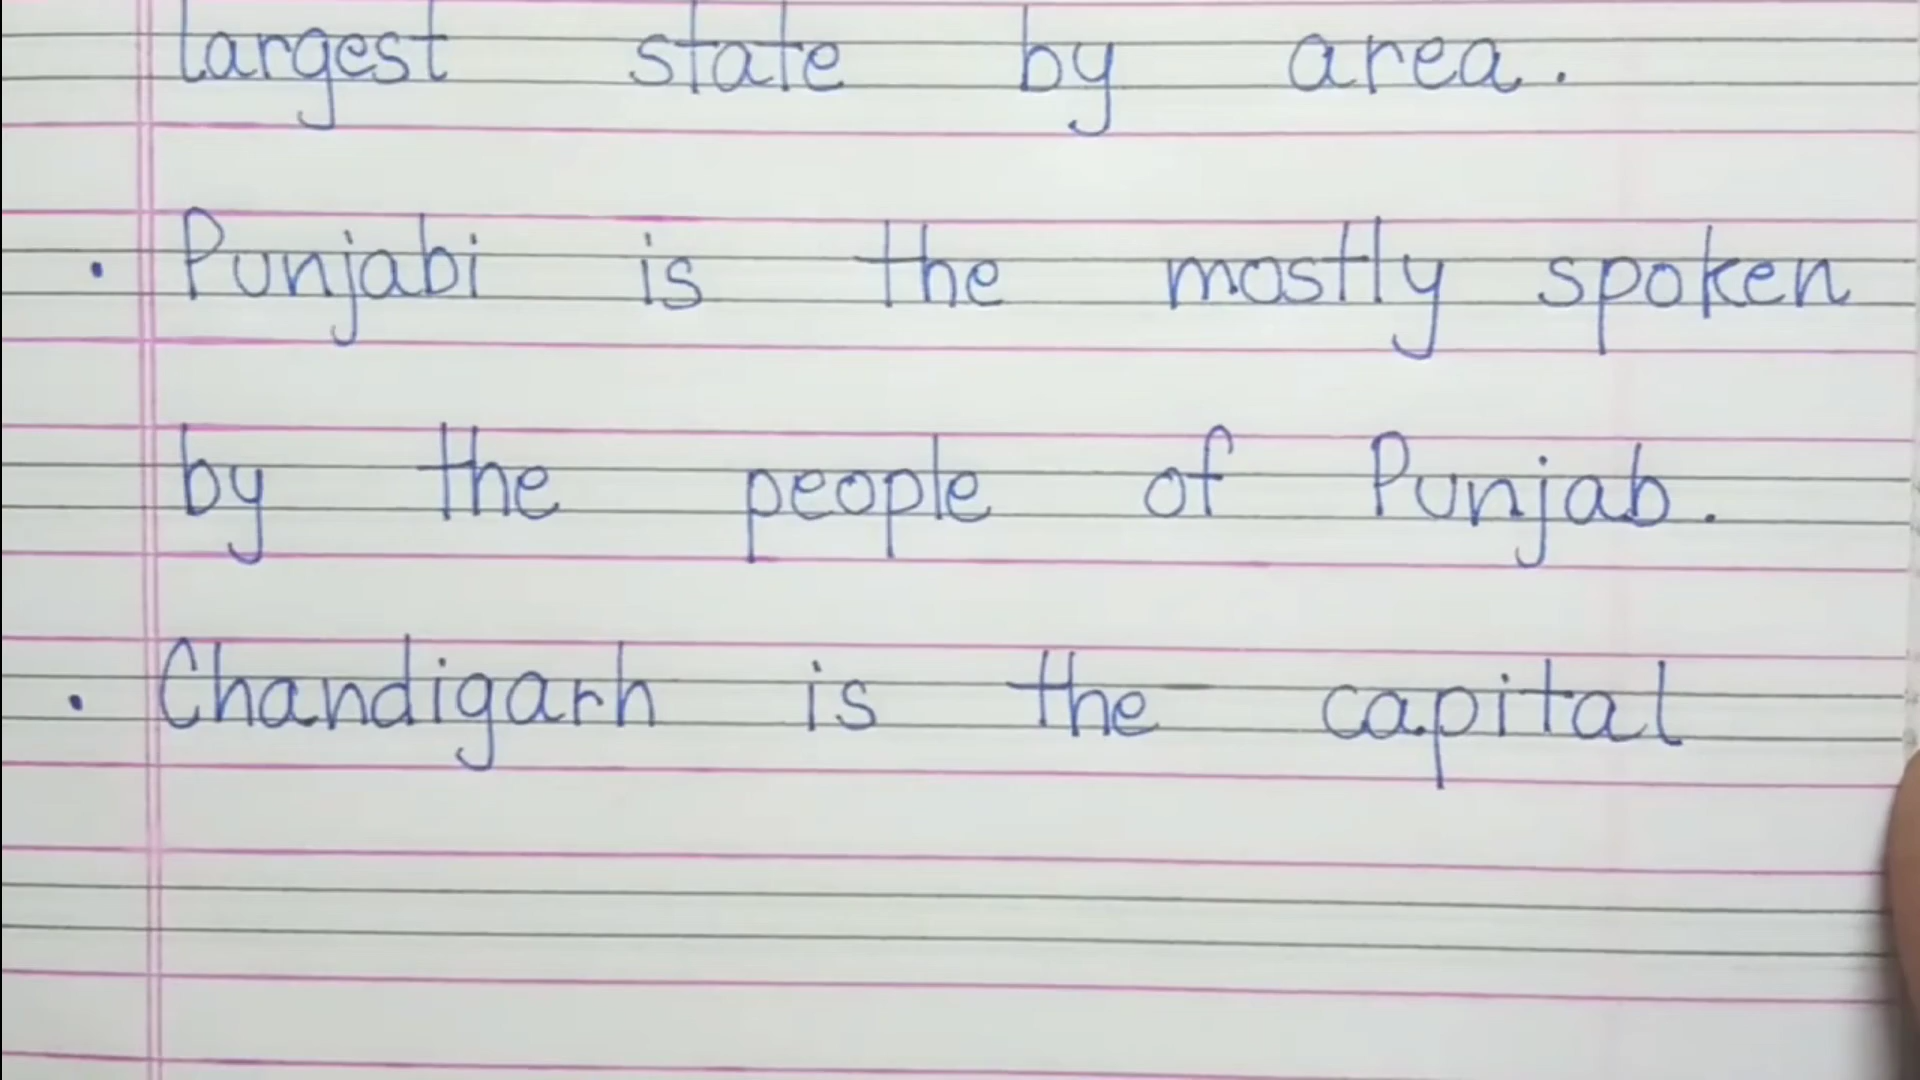 largest state by area.
. Punjabi is the mostly spoken
by the people of Punjab.
. Chandigarh is the capital